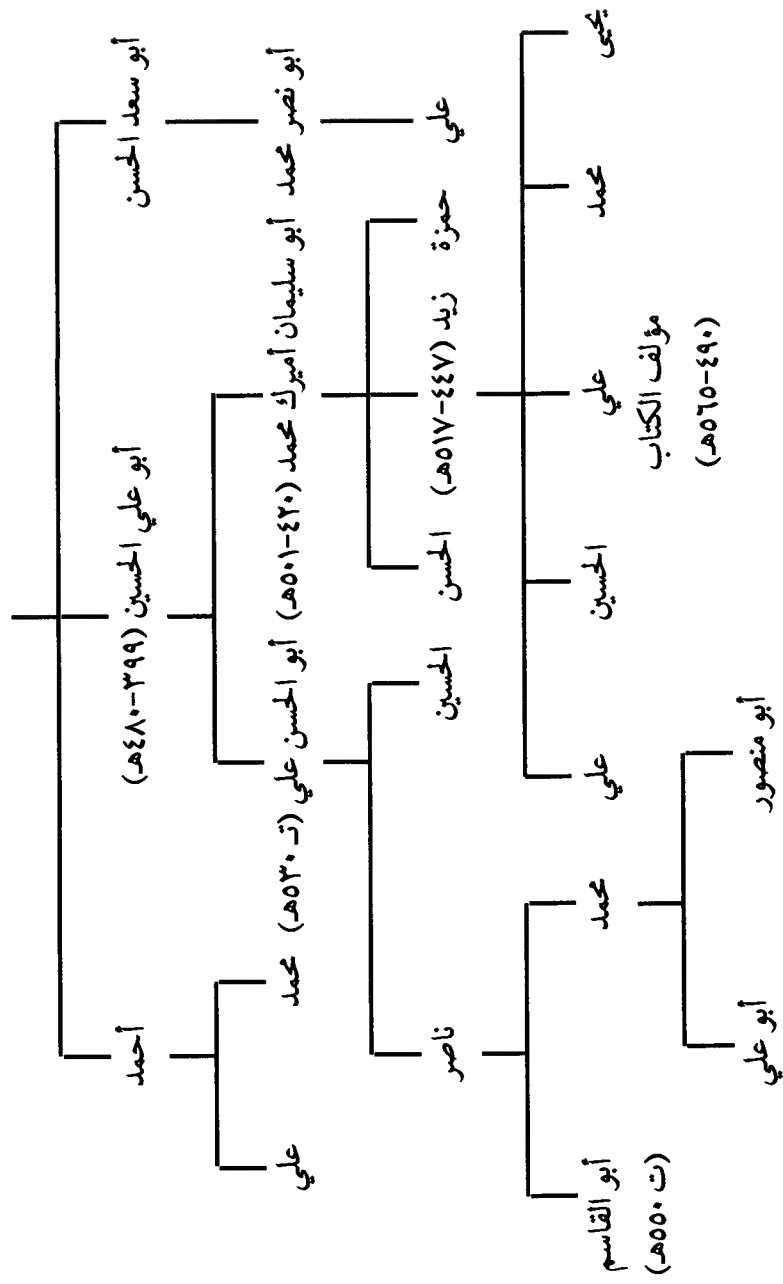 أبو سعد الحسن
أبو علي الحسين (٣٩٩-٤٨٠هـ)
أحمد
أبو نصر محمد
أبو سليمان أميرك محمد (٤٢٠-٥٠١هـ)
أبو الحسن علي (تـ ٥٣٠هـ)
محمد
علي
علي
حمزة
زيد (٤٤٧-٥١٧هـ)
الحسن
الحسين
ناصر
يحيى
محمد
علي
مؤلف الكتاب
(٤٩٠-٥٦٥هـ)
الحسين
علي
محمد
أبو القاسم
(ت ٥٥٠هـ)
أبو منصور
أبو علي